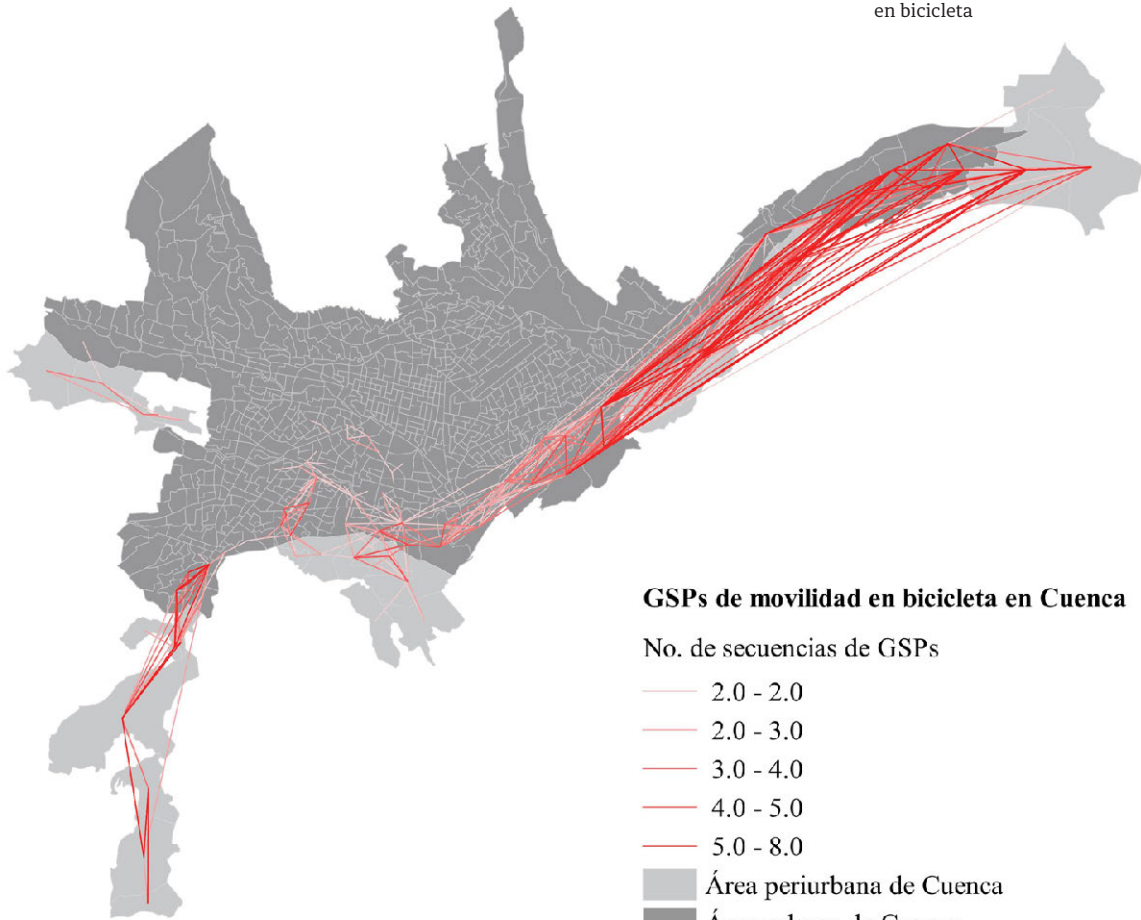 en bicicleta
GSPs de movilidad en bicicleta en Cuenca
No. de secuencias de GSPs
2.0 - 2.0
2.0 - 3.0
3.0 - 4.0
4.0 - 5.0
5.0 - 8.0
Área periurbana de Cuenca